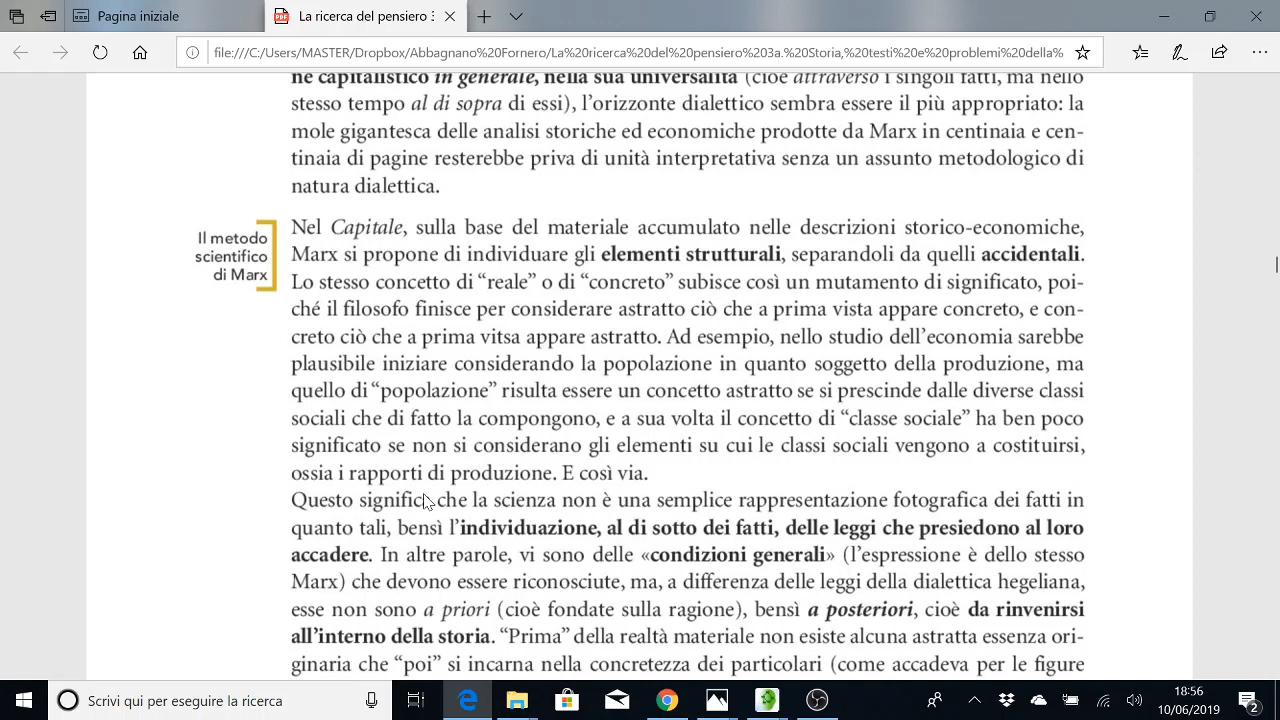 Pagina iniziale
La ricerca del pensiero 3
file:///C:/Users/MASTER/Dropbox/Abbagnano%20Fornero/La%20ricerca%20del%20pensiero%203a.%20Storia,%20testi%20e%20problemi%20della%
ne capitalistico in generale, nella sua universalità (cioè attraverso i singoli fatti, ma nello
stesso tempo al di sopra di essi), l'orizzonte dialettico sembra essere il più appropriato: la
mole gigantesca delle analisi storiche ed economiche prodotte da Marx in centinaia e cen-
tinaia di pagine resterebbe priva di unità interpretativa senza un assunto metodologico di
natura dialettica.
Il metodo
scientifico
di Marx
Nel Capitale, sulla base del materiale accumulato nelle descrizioni storico-economiche,
Marx si propone di individuare gli elementi strutturali, separandoli da quelli accidentali.
Lo stesso concetto di “reale” o di “concreto” subisce così un mutamento di significato, poi-
ché il filosofo finisce per considerare astratto ciò che a prima vista appare concreto, e con-
creto ciò che a prima vitsa appare astratto. Ad esempio, nello studio dell'economia sarebbe
plausibile iniziare considerando la popolazione in quanto soggetto della produzione, ma
quello di “popolazione” risulta essere un concetto astratto se si prescinde dalle diverse classi
sociali che di fatto la compongono, e a sua volta il concetto di “classe sociale” ha ben poco
significato se non si considerano gli elementi su cui le classi sociali vengono a costituirsi,
ossia i rapporti di produzione. E così via.
Questo significa che la scienza non è una semplice rappresentazione fotografica dei fatti in
quanto tali, bensì l'individuazione, al di sotto dei fatti, delle leggi che presiedono al loro
accadere. In altre parole, vi sono delle «condizioni generali» (l'espressione è dello stesso
Marx) che devono essere riconosciute, ma, a differenza delle leggi della dialettica hegeliana,
esse non sono a priori (cioè fondate sulla ragione), bensì a posteriori, cioè da rinvenirsi
all'interno della storia. “Prima” della realtà materiale non esiste alcuna astratta essenza ori-
ginaria che “poi” si incarna nella concretezza dei particolari (come accadeva per le figure
Scrivi qui per eseguire la ricerca
18:56
10/06/2019
2